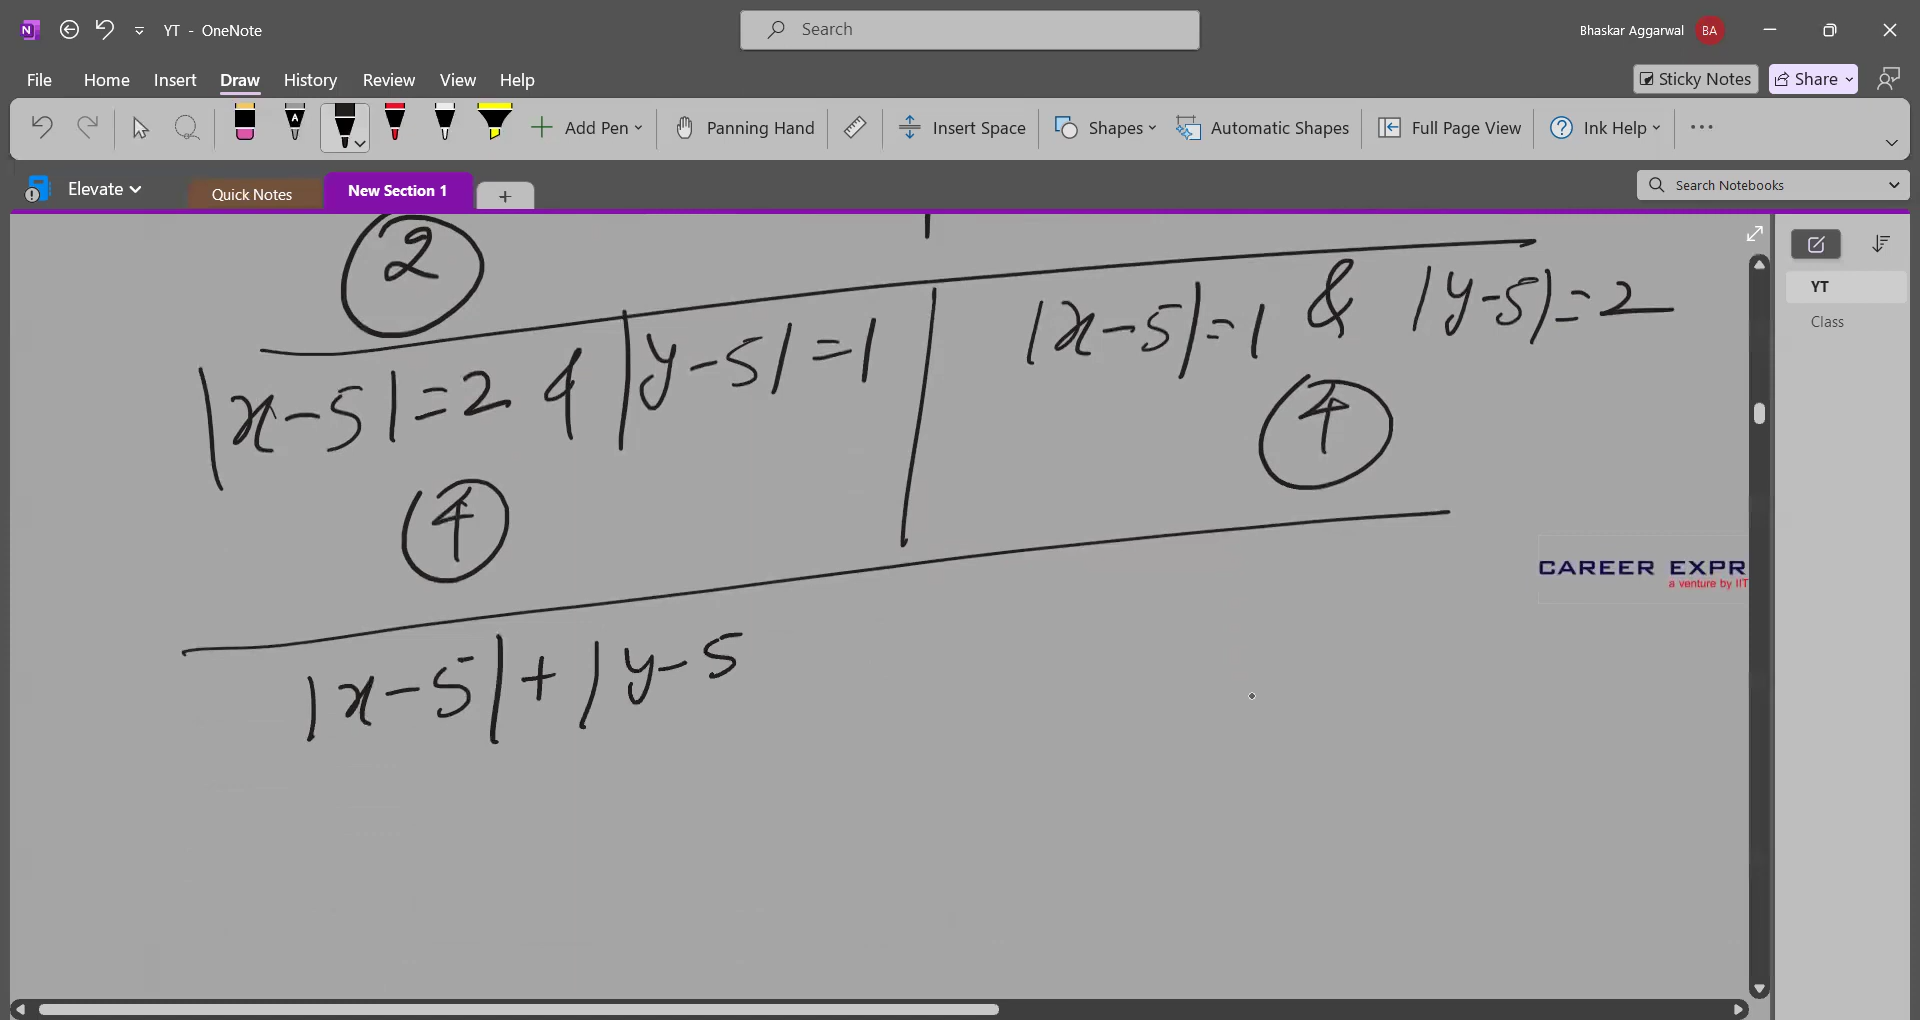 YT - OneNote
Search
Bhaskar Aggarwal BA
File Home Insert Draw History Review View Help
Sticky Notes Share
Add Pen Panning Hand Insert Space Shapes Automatic Shapes Full Page View Ink Help
Elevate Quick Notes New Section 1 +
Search Notebooks
YT
Class
2
|x-5|=2 & |y-5|=1
|x-5|=1 & |y-5|=2
4
4
CAREER EXPR
a venture by IIT
|x-5|+|y-5